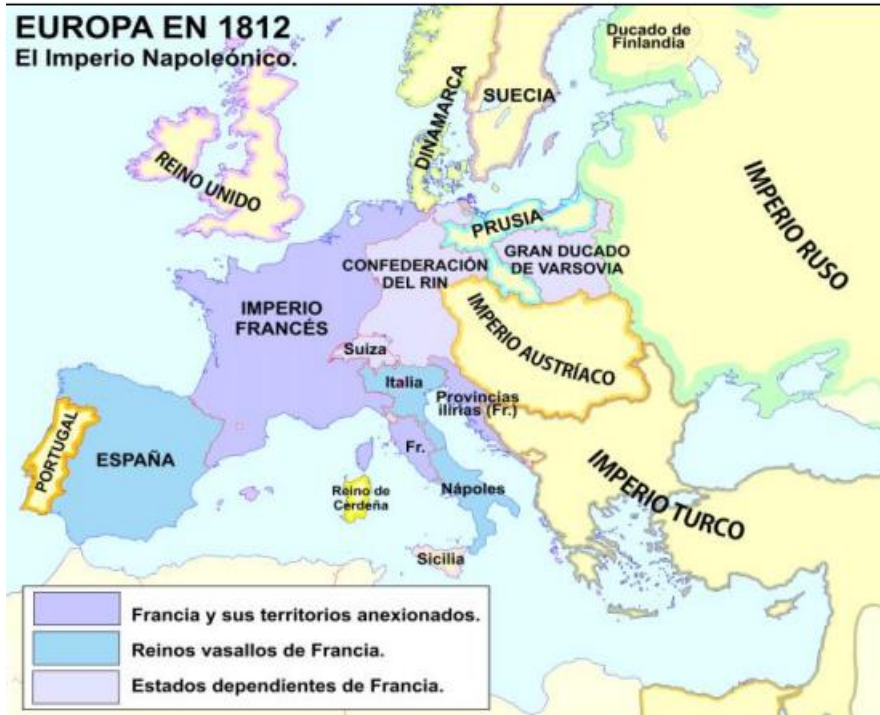 EUROPA EN 1812
El Imperio Napoleónico.
Ducado de
Finlandia
SUECIA
DINAMARCA
REINO UNIDO
IMPERIO RUSO
PRUSIA
GRAN DUCADO
DE VARSOVIA
CONFEDERACIÓN
DEL RIN
IMPERIO
FRANCÉS
IMPERIO AUSTRÍACO
Suiza
Italia
Provincias
ilirias (Fr.)
PORTUGAL
ESPAÑA
Fr.
IMPERIO TURCO
Reino de
Cerdeña
Nápoles
Sicilia
Francia y sus territorios anexionados.
Reinos vasallos de Francia.
Estados dependientes de Francia.